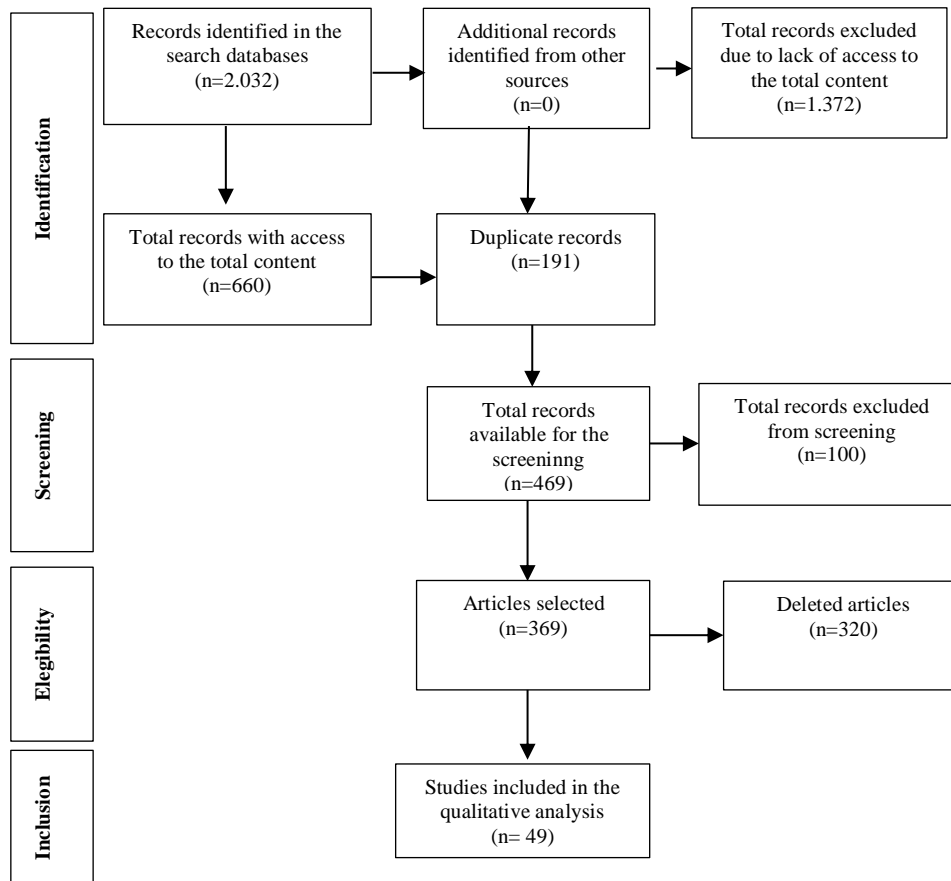 Identification
Records identified in the
search databases
(n=2.032)
Additional records
identified from other
sources
(n=0)
Total records excluded
due to lack of access to
the total content
(n=1.372)
Total records with access
to the total content
(n=660)
Duplicate records
(n=191)
Screening
Total records
available for the
screeninng
(n=469)
Total records excluded
from screening
(n=100)
Elegibility
Articles selected
(n=369)
Deleted articles
(n=320)
Inclusion
Studies included in the
qualitative analysis
(n= 49)